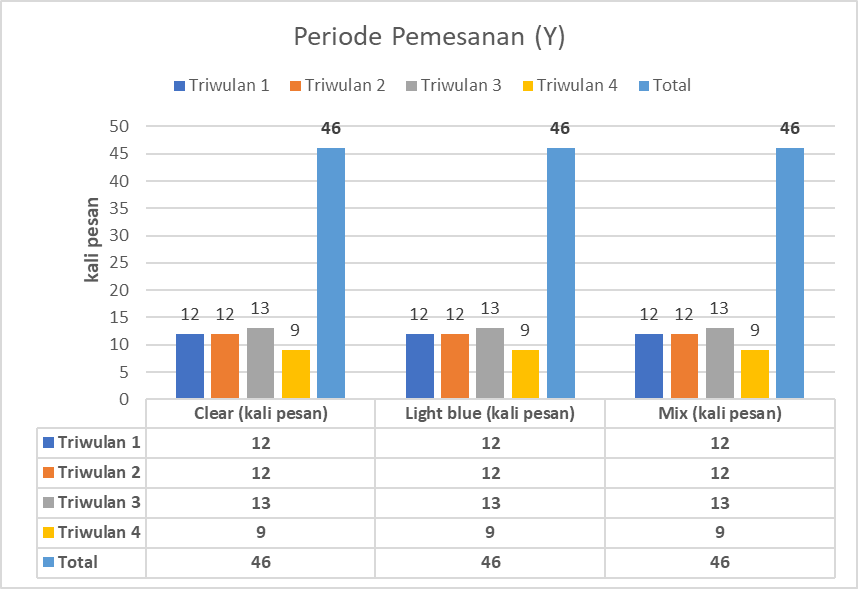 Periode Pemesanan (Y)
Triwulan 1 Triwulan 2 Triwulan 3 Triwulan 4 Total
kali pesan
50
45
40
35
30
25
20
15
10
5
0
12 12 13 9 46
12 12 13 9 46
12 12 13 9 46
Clear (kali pesan) Light blue (kali pesan) Mix (kali pesan)
Triwulan 1 12 12 12
Triwulan 2 12 12 12
Triwulan 3 13 13 13
Triwulan 4 9 9 9
Total 46 46 46